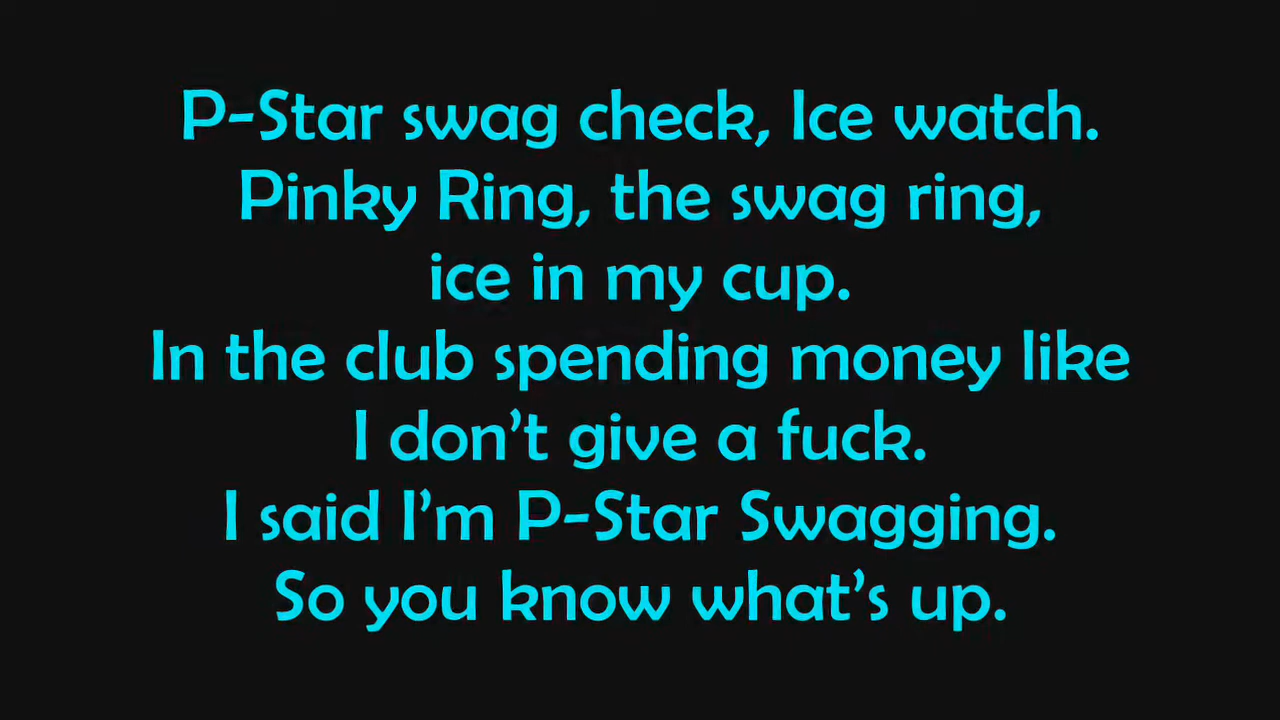 P-Star swag check, Ice watch.
Pinky Ring, the swag ring,
ice in my cup.
In the club spending money like
I don't give a fuck.
I said I'm P-Star Swagging.
So you know what's up.